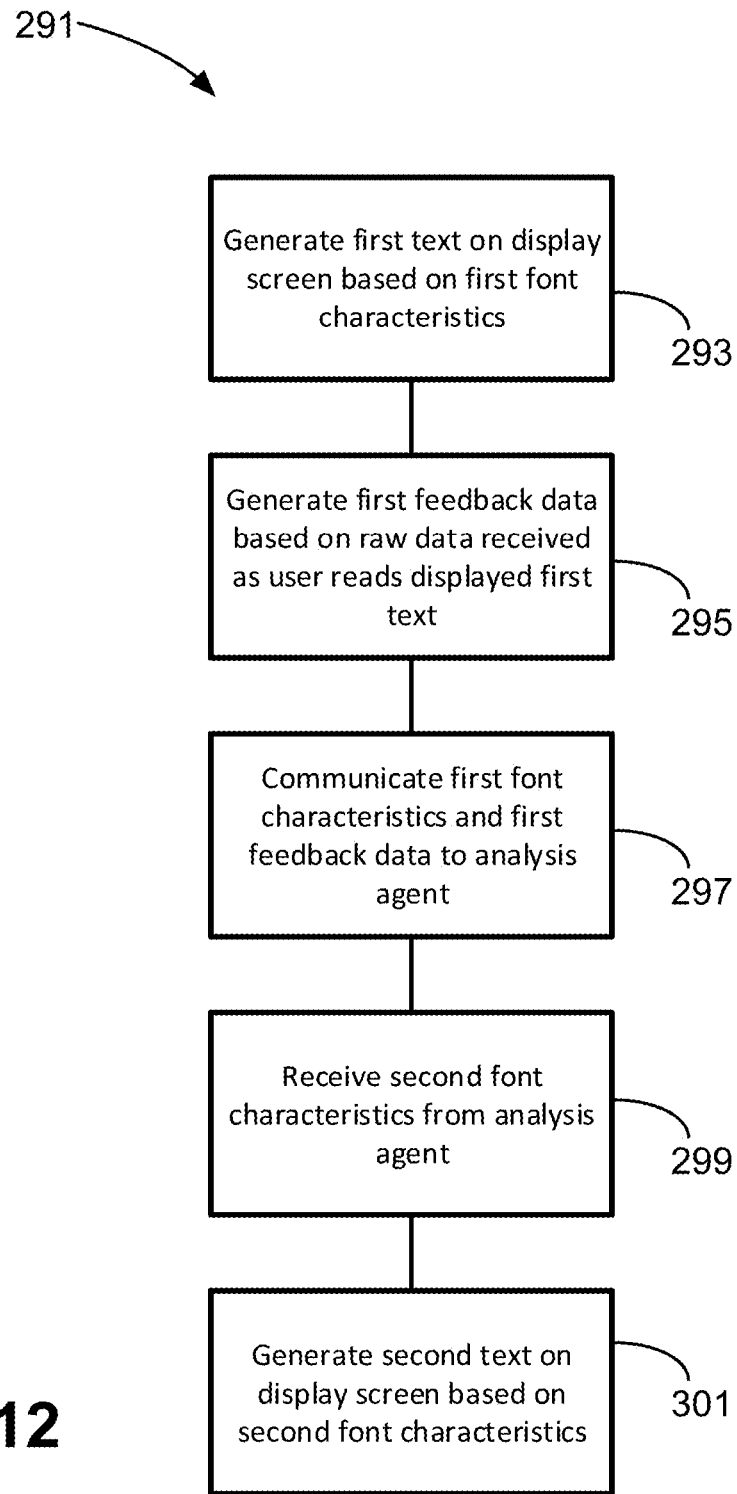 291
Generate first text on display
screen based on first font
characteristics
293
Generate first feedback data
based on raw data received
as user reads displayed first
text
295
Communicate first font
characteristics and first
feedback data to analysis
agent
297
Receive second font
characteristics from analysis
agent
299
Generate second text on
display screen based on
second font characteristics
301
12